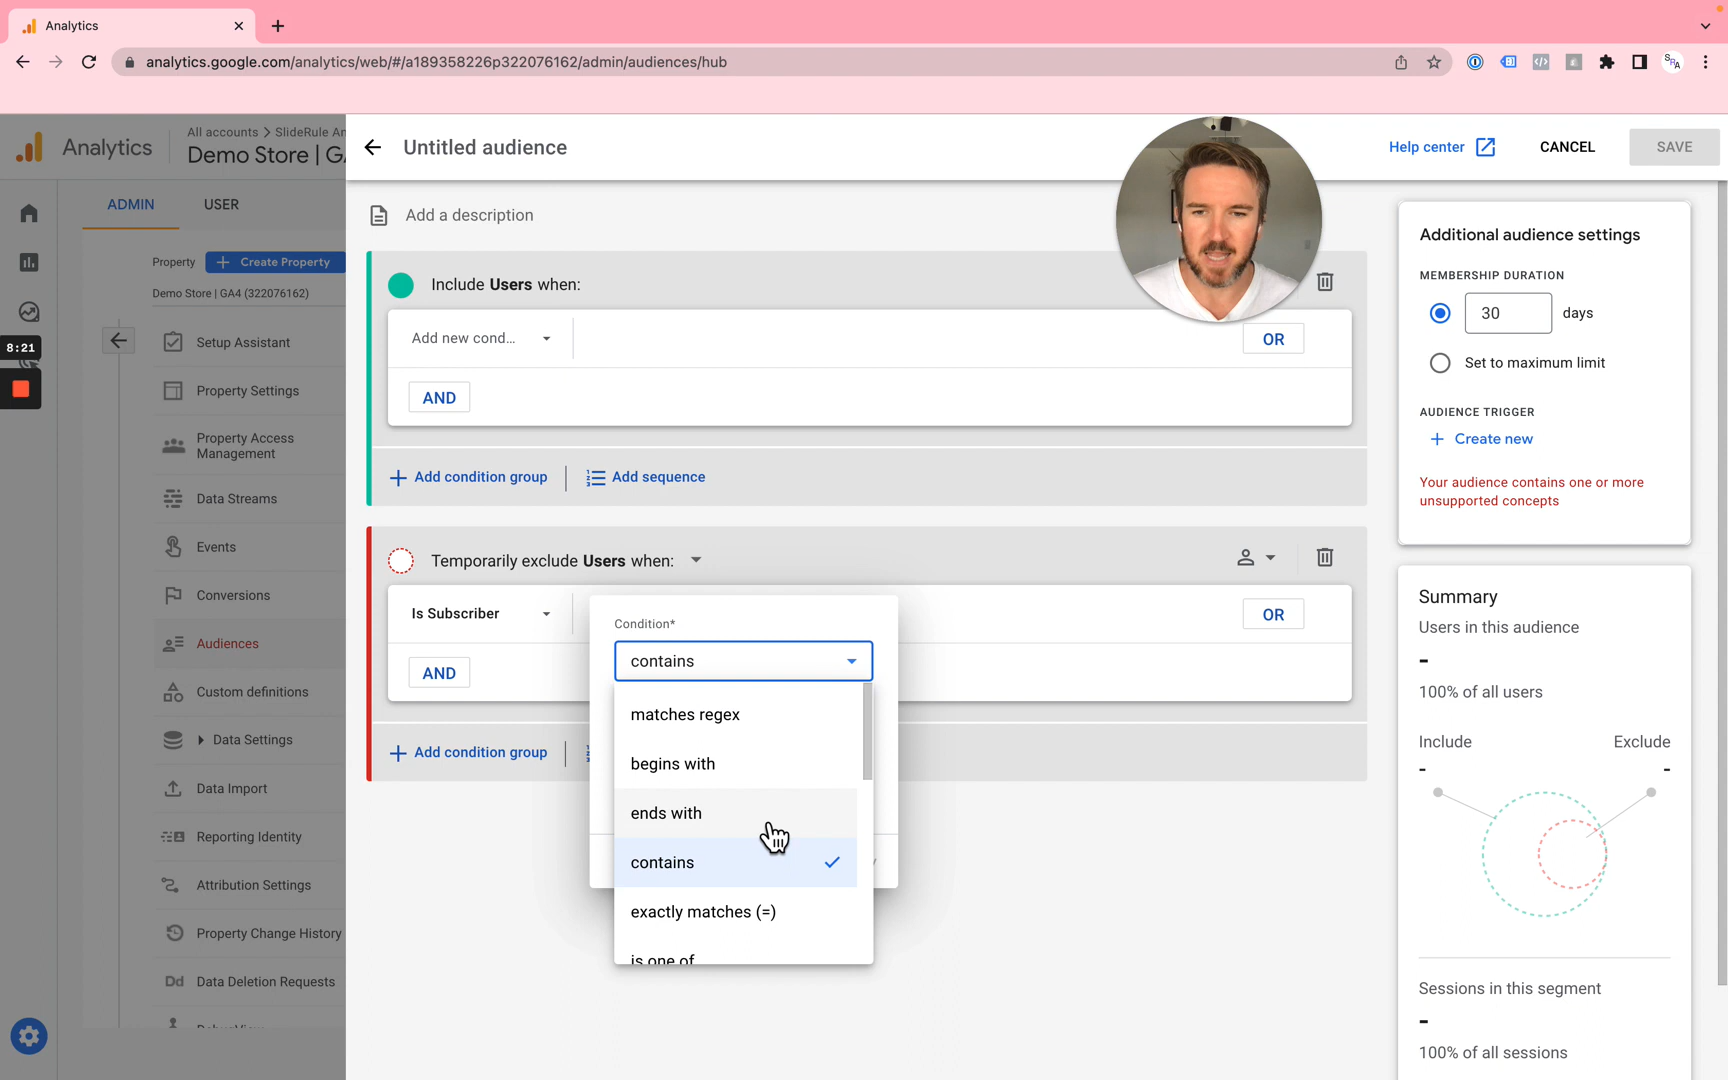 Analytics
analytics.google.com/analytics/web/#/a189358226p322076162/admin/audiences/hub
SRA
Analytics
All accounts > SlideRule An
Demo Store | GA
Untitled audience
Help center
CANCEL
SAVE
ADMIN
USER
Add a description
Property
+ Create Property
Demo Store | GA4 (322076162)
8:21
Setup Assistant
Property Settings
Property Access
Management
Data Streams
Events
Conversions
Audiences
Custom definitions
Data Settings
Data Import
Reporting Identity
Attribution Settings
Property Change History
Dd Data Deletion Requests
Include Users when:
Add new cond...
OR
AND
+ Add condition group
Add sequence
Temporarily exclude Users when:
Is Subscriber
OR
AND
+ Add condition group
Condition*
contains
matches regex
begins with
ends with
contains
exactly matches (=)
is one of
Additional audience settings
MEMBERSHIP DURATION
30 days
Set to maximum limit
AUDIENCE TRIGGER
+ Create new
Your audience contains one or more
unsupported concepts
Summary
Users in this audience
-
100% of all users
Include Exclude
- -
Sessions in this segment
-
100% of all sessions